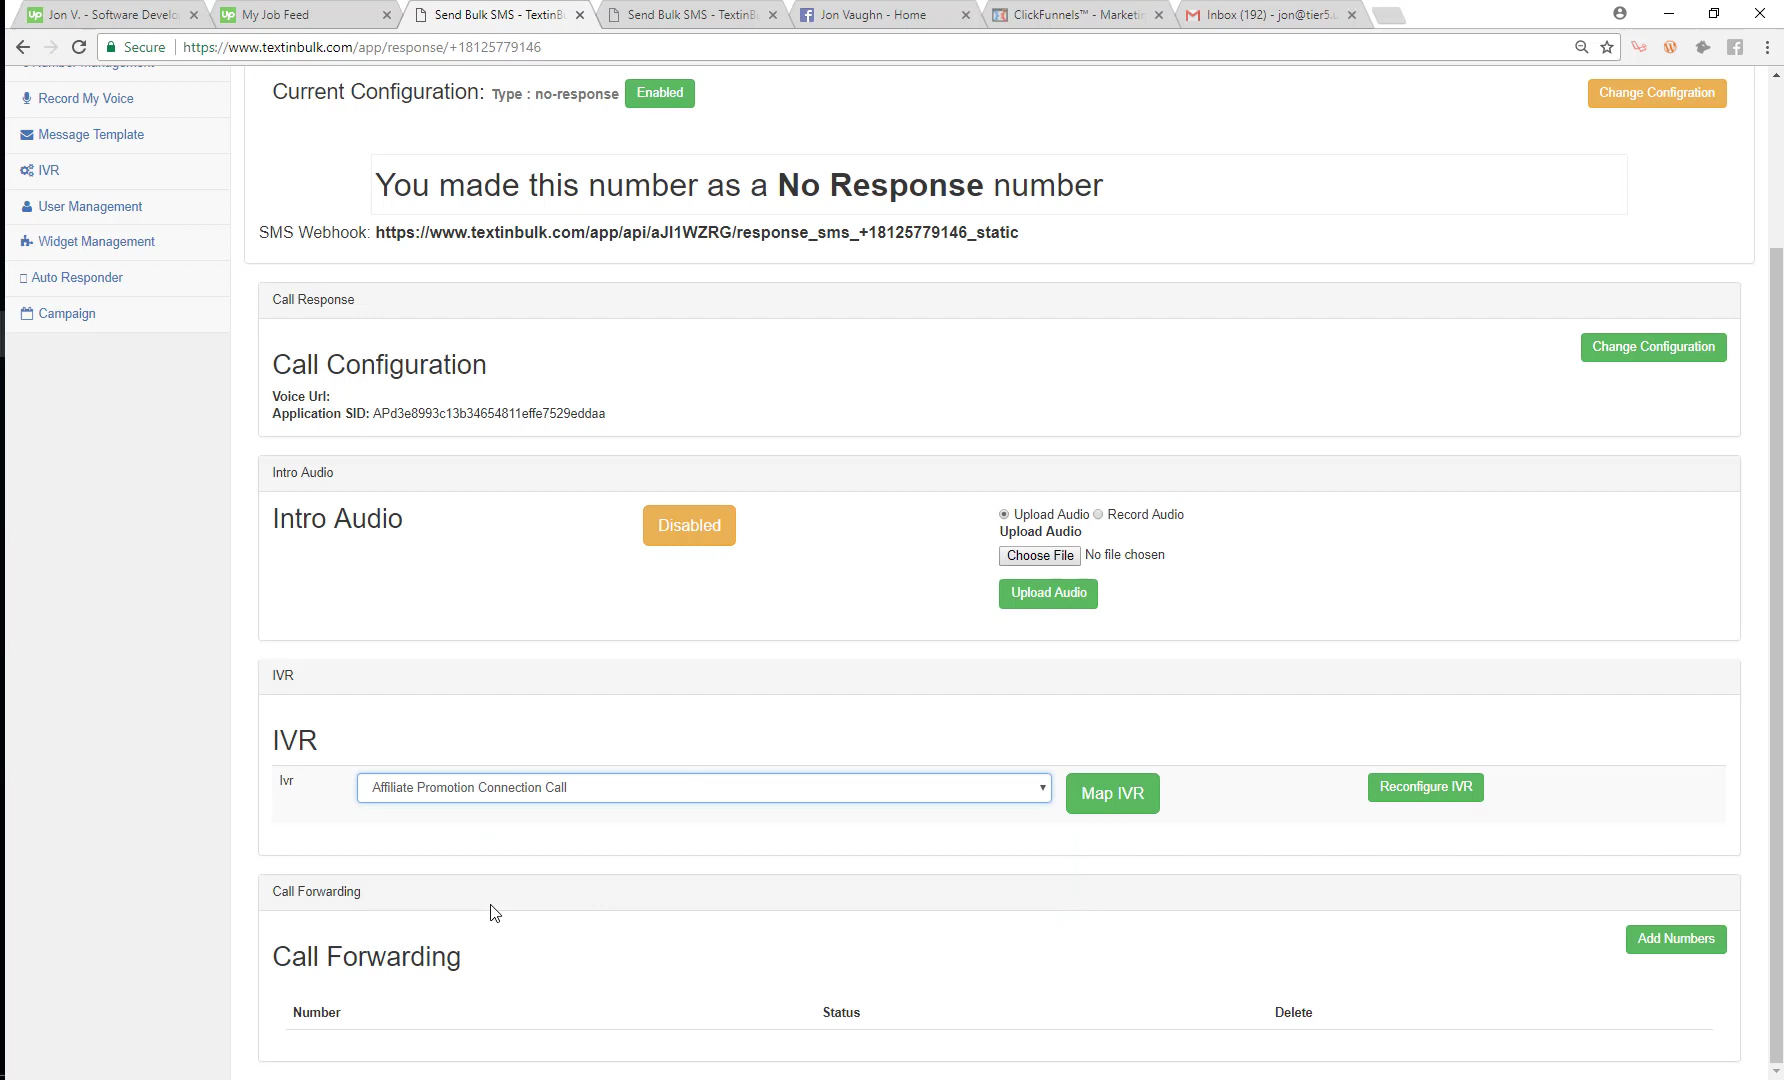 Jon V. - Software Develo
My Job Feed
Send Bulk SMS - TextinB
Send Bulk SMS - TextinB
Jon Vaughn - Home
ClickFunnels™ - Marketi
Inbox (192) - jon@tier5.
Secure
https://www.textinbulk.com/app/response/+18125779146
Number Management
Record My Voice
Message Template
IVR
User Management
Widget Management
Auto Responder
Campaign
Current Configuration: Type : no-response Enabled
Change Configration
You made this number as a No Response number
SMS Webhook: https://www.textinbulk.com/app/api/aJI1WZRG/response_sms_+18125779146_static
Call Response
Call Configuration
Change Configuration
Voice Url:
Application SID: APd3e8993c13b34654811effe7529eddaa
Intro Audio
Intro Audio
Disabled
Upload Audio Record Audio
Upload Audio
Choose File No file chosen
Upload Audio
IVR
IVR
Ivr
Affiliate Promotion Connection Call
Map IVR
Reconfigure IVR
Call Forwarding
Call Forwarding
Add Numbers
Number Status Delete